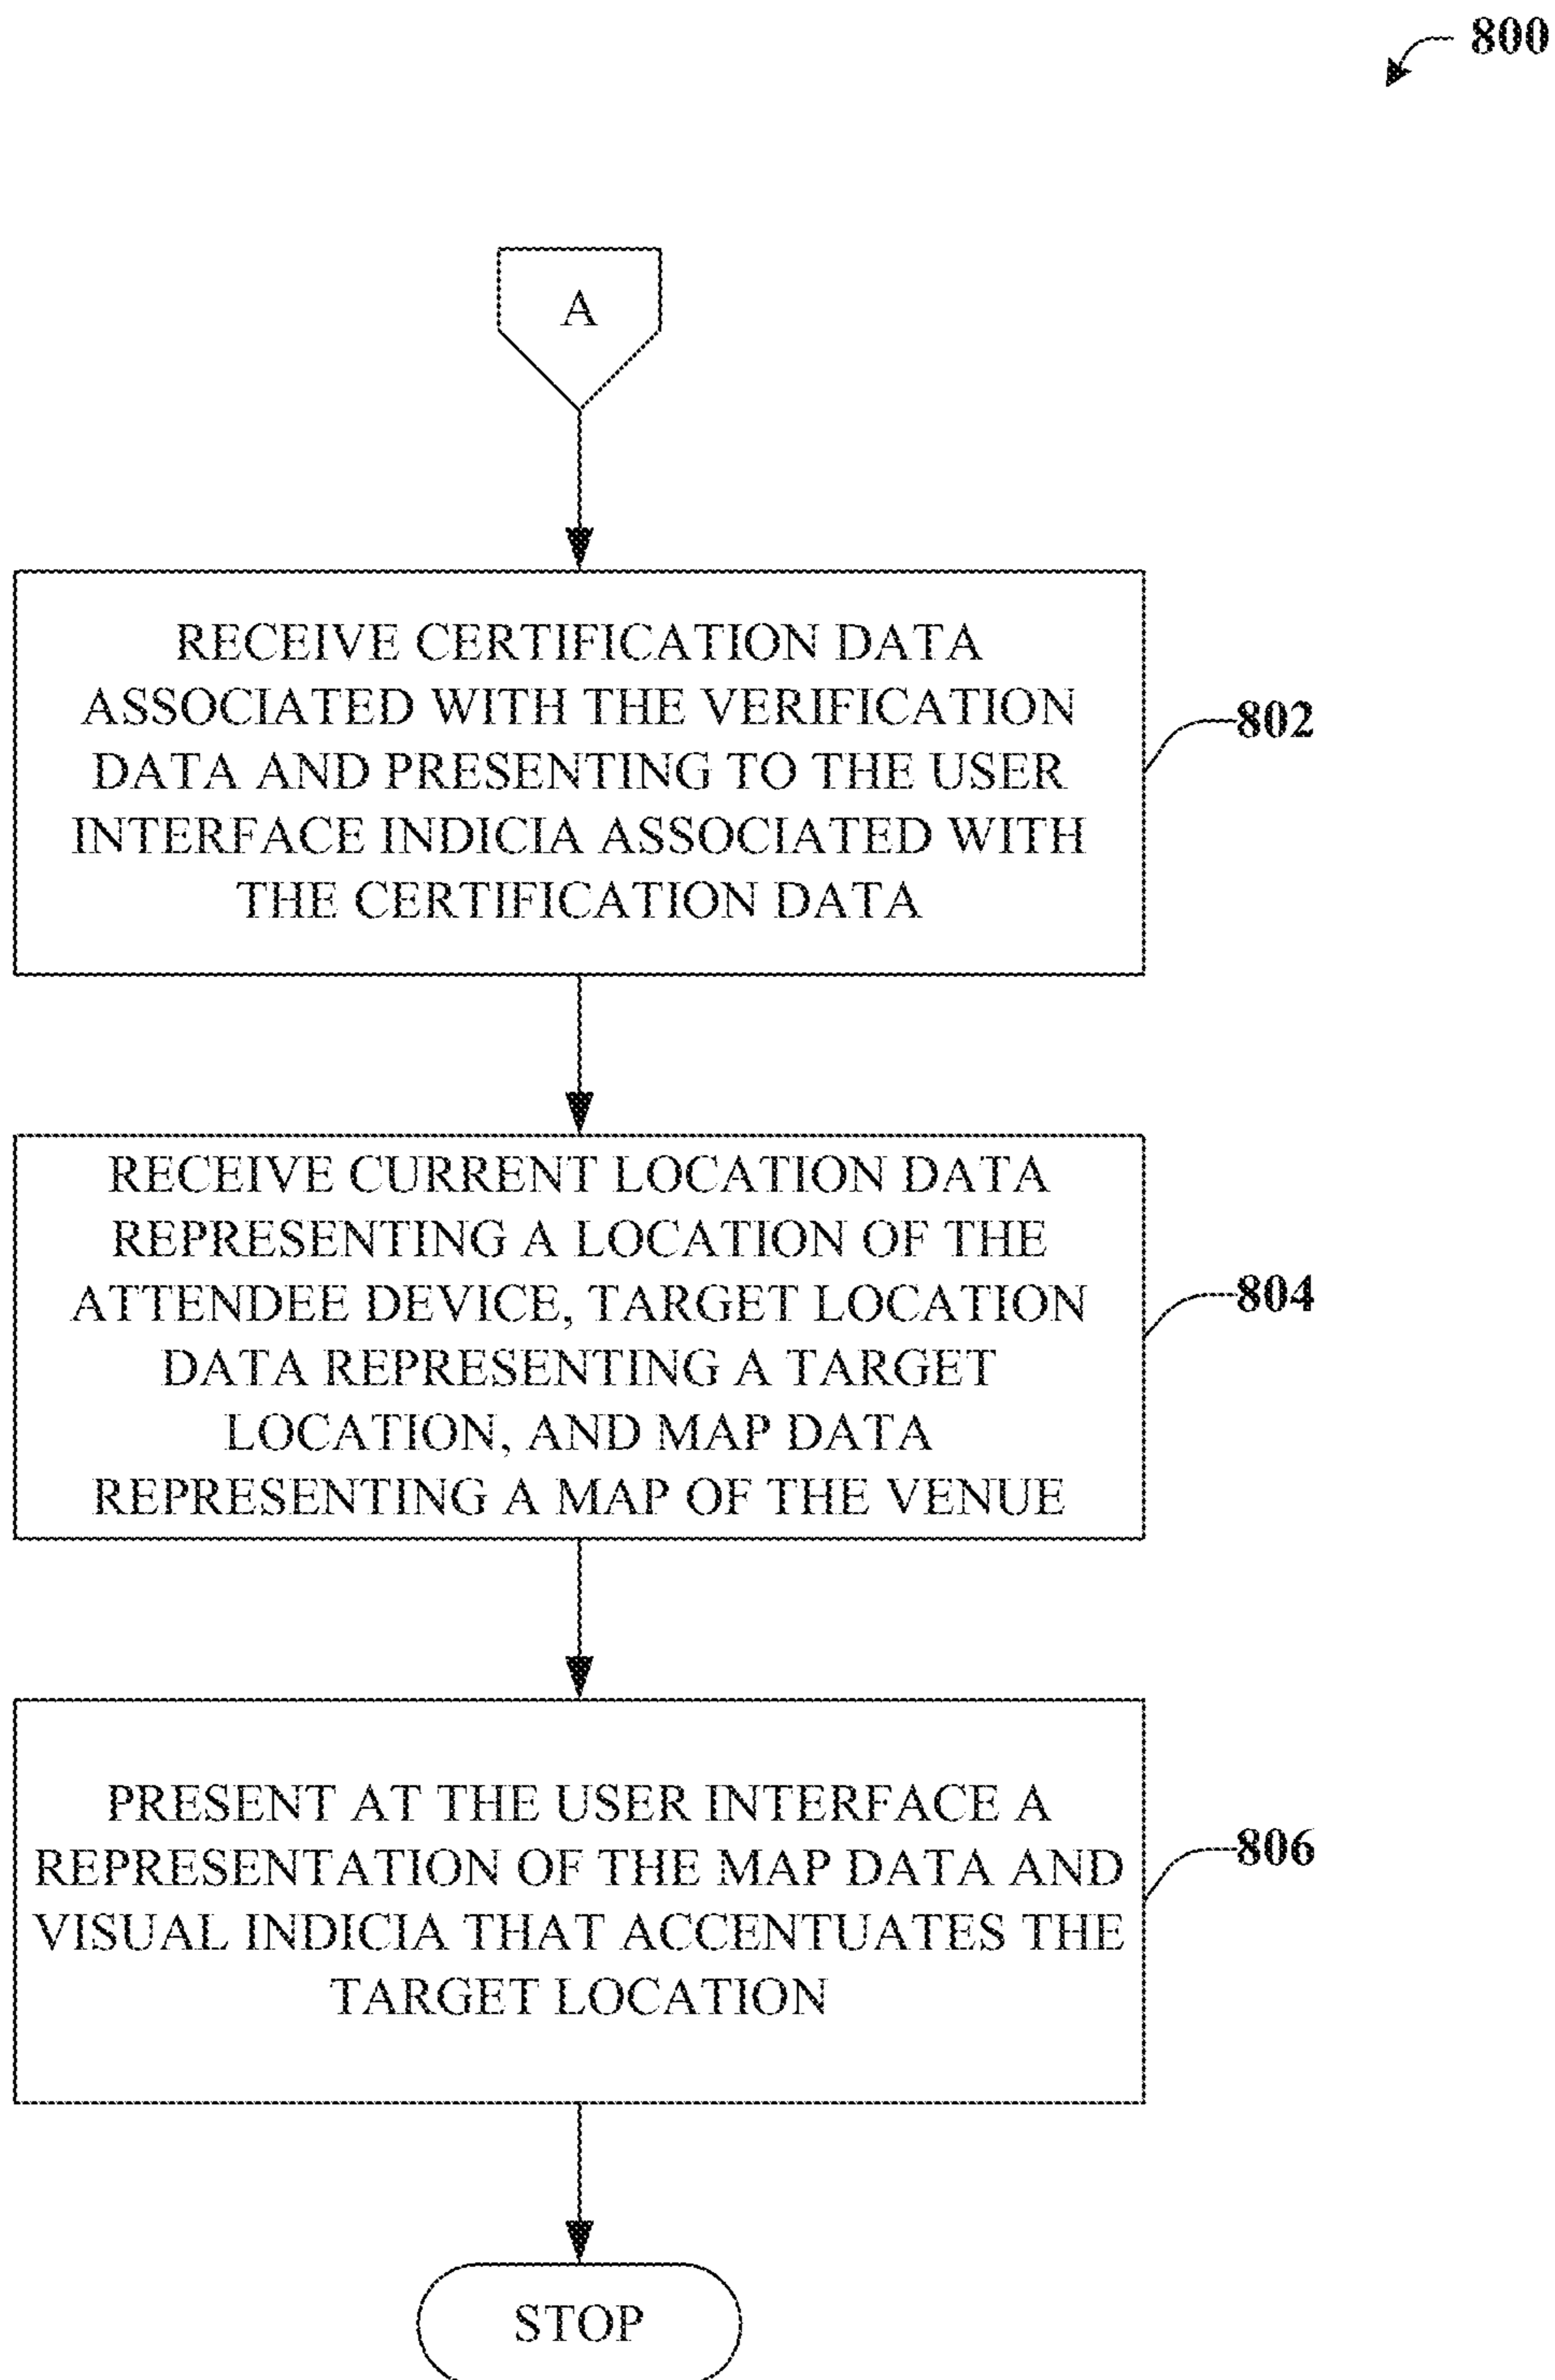 800
A
RECEIVE CERTIFICATION DATA
ASSOCIATED WITH THE VERIFICATION
DATA AND PRESENTING TO THE USER
INTERFACE INDICIA ASSOCIATED WITH
THE CERTIFICATION DATA
802
RECEIVE CURRENT LOCATION DATA
REPRESENTING A LOCATION OF THE
ATTENDEE DEVICE, TARGET LOCATION
DATA REPRESENTING A TARGET
LOCATION, AND MAP DATA
REPRESENTING A MAP OF THE VENUE
804
PRESENT AT THE USER INTERFACE A
REPRESENTATION OF THE MAP DATA AND
VISUAL INDICIA THAT ACCENTUATES THE
TARGET LOCATION
806
STOP